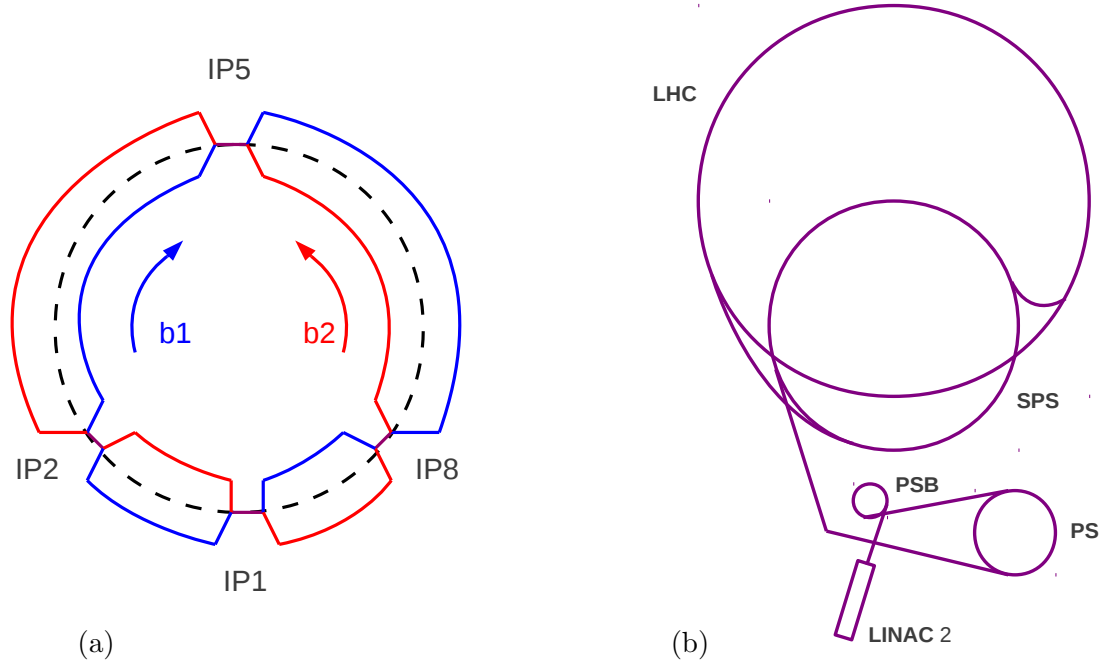 IP5
b1
b2
IP2
IP8
IP1
(a)
LHC
SPS
PSB
PS
LINAC 2
(b)